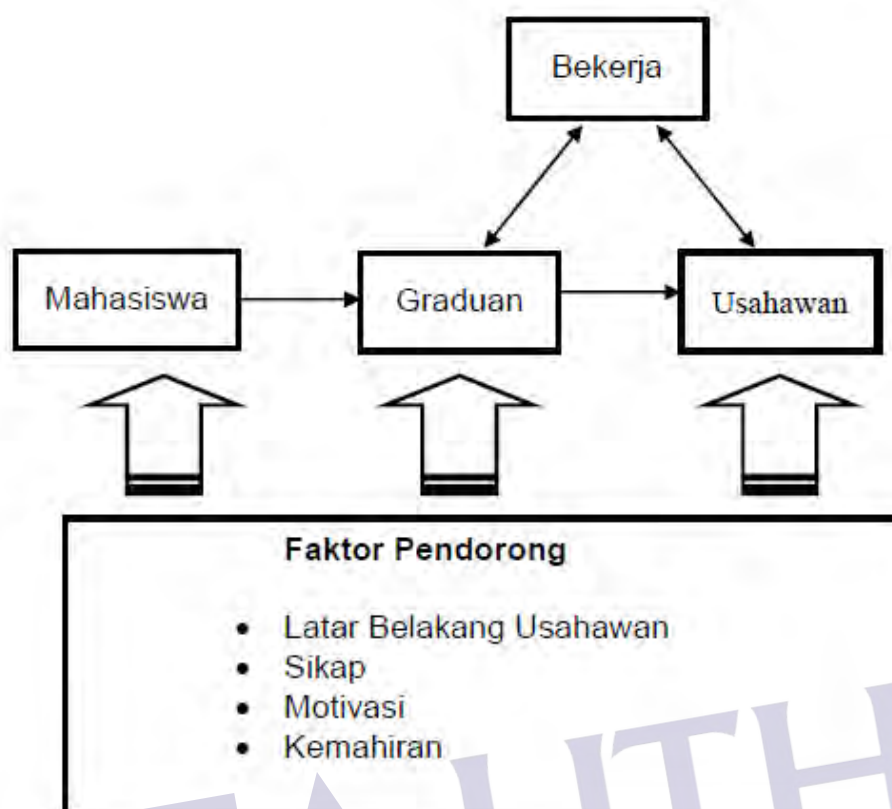 Bekerja
Mahasiswa
Graduan
Usahawan
Faktor Pendorong
• Latar Belakang Usahawan
• Sikap
• Motivasi
• Kemahiran